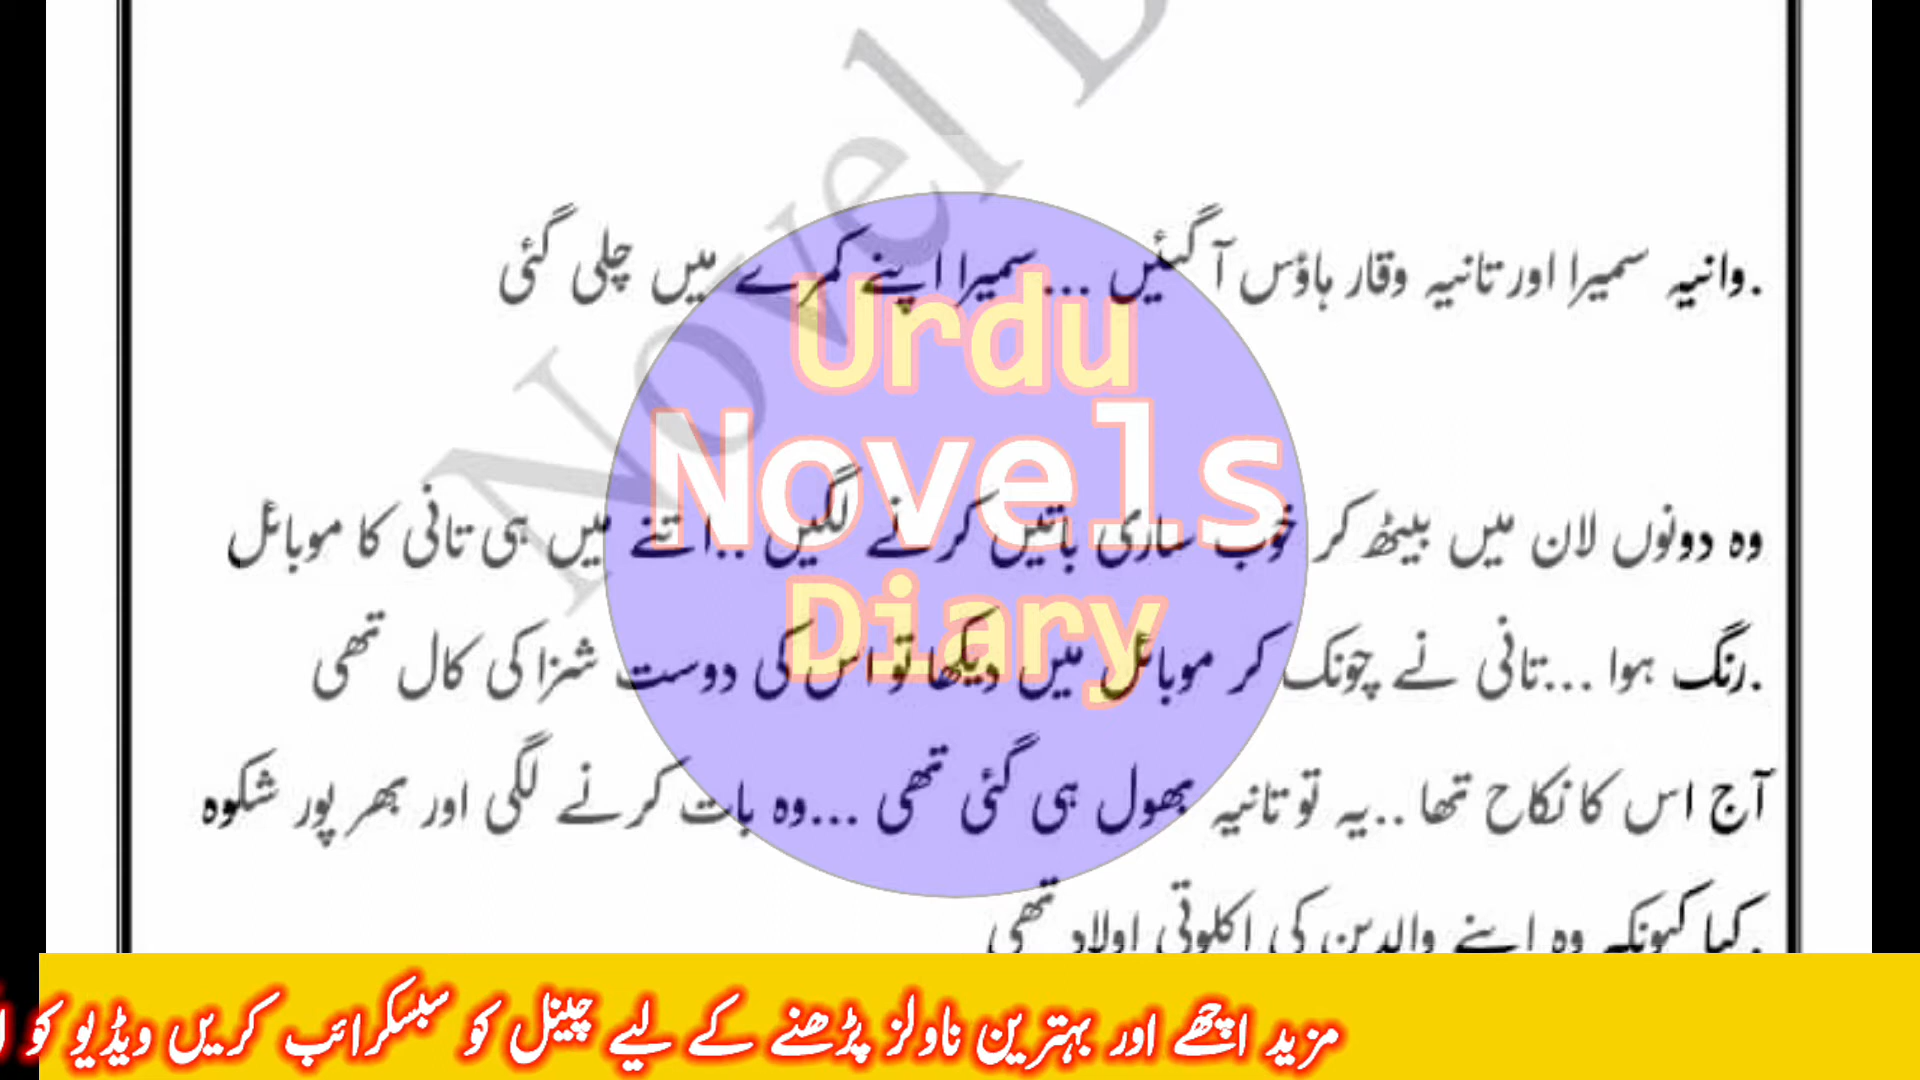 Novel D
.وانیہ سمیرا اور تانیہ وقار ہاؤس آ گئیں ...سمیرا اپنے کمرے میں چلی گئی
Urdu
Novels
Diary
وہ دونوں لان میں بیٹھ کر خوب ساری باتیں کرنے لگیں ..اتنے میں ہی تانی کا موبائل
.رنگ ہوا ...تانی نے چونک کر موبائل میں دیکھا تو اس کی دوست شزا کی کال تھی
آج اس کا نکاح تھا ..یہ تو تانیہ بھول ہی گئی تھی ...وہ بات کرنے لگی اور بھر پور شکوہ
.کیا کیونکہ وہ اپنے والدین کی اکلوتی اولاد تھی
مزید اچھے اور بہترین ناولز پڑھنے کے لیے چینل کو سبسکرائب کریں ویڈیو کو